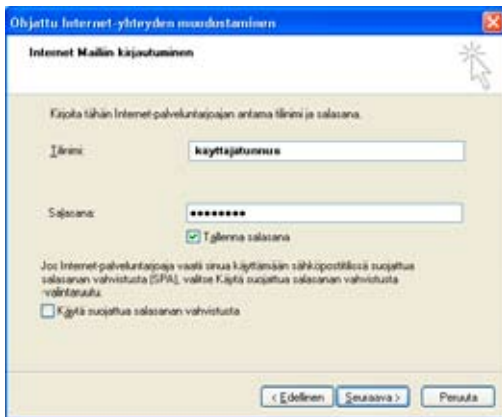 Ohjattu Internet-yhteyden muodostaminen
Internet Mailiin kirjautuminen
Kirjoita tähän Internet-palveluntarjoajan antama tilinimi ja salasana.
Tilinimi:
kayttajatunnus
Salasana:
••••••••
Tallenna salasana
Jos Internet-palveluntarjoaja vaatii sinua käyttämään sähköpostitilissä suojattua
salasanan vahvistusta (SPA), valitse Käytä suojattua salasanan vahvistusta
-valintaruutu.
Käytä suojattua salasanan vahvistusta
< Edellinen
Seuraava >
Peruuta